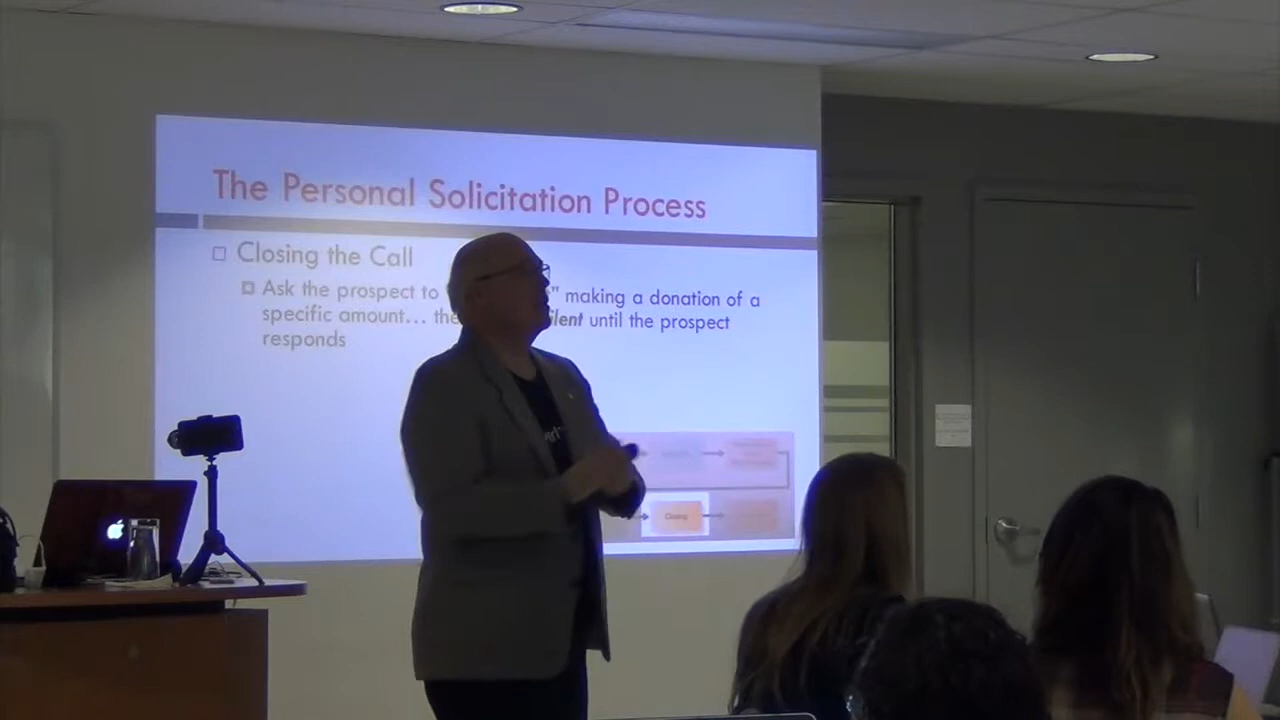 The Personal Solicitation Process
Closing the Call
Ask the prospect to " making a donation of a
specific amount... the ilent until the prospect
responds
Closing